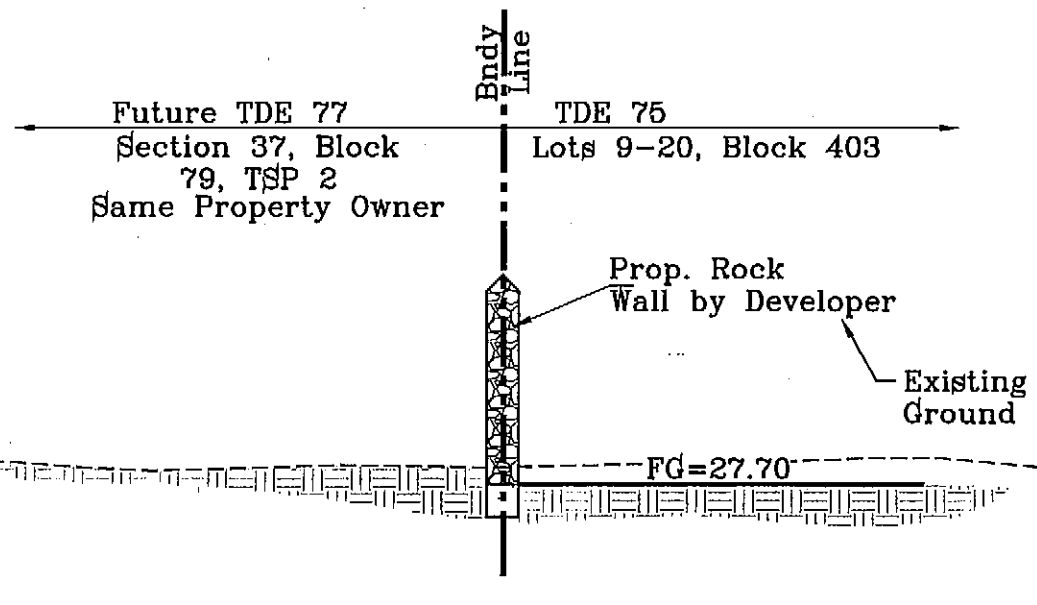 Bndy
Line
Future TDE 77
Section 37, Block
79, TSP 2
Same Property Owner
TDE 75
Lots 9-20, Block 403
Prop. Rock
Wall by Developer
Existing
Ground
FG=27.70